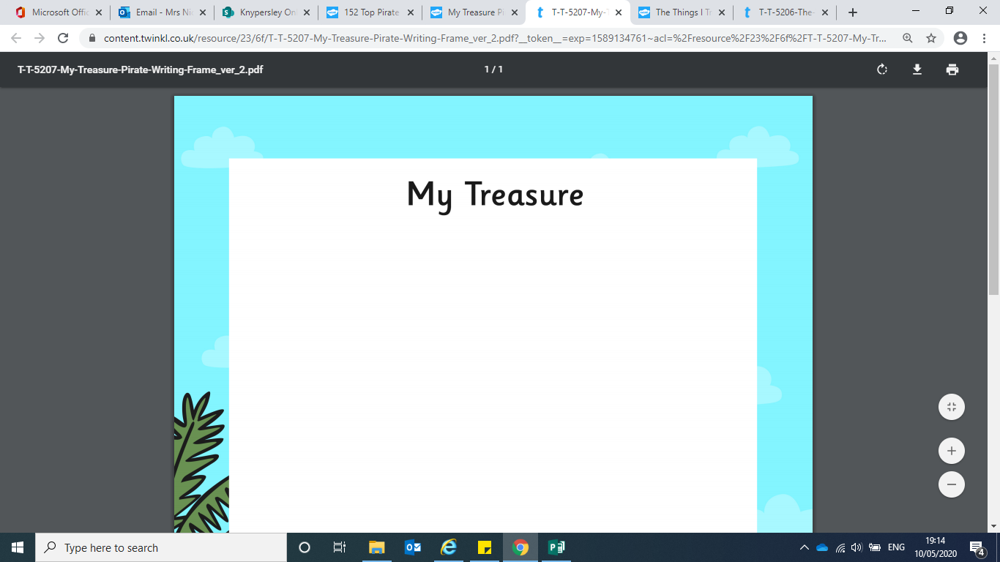 Microsoft Offic
Email - Mrs Ni
Knypersley On
152 Top Pirate
My Treasure Pi
T-T-5207-My-T
The Things I Tr
T-T-5206-The-
content.twinkl.co.uk/resource/23/6f/T-T-5207-My-Treasure-Pirate-Writing-Frame_ver_2.pdf?__token__=exp=1589134761~acl=%2Fresource%2F23%2F6f%2FT-T-5207-My-Tr...
T-T-5207-My-Treasure-Pirate-Writing-Frame_ver_2.pdf
1 / 1
My Treasure
Type here to search
ENG
19:14
10/05/2020
4